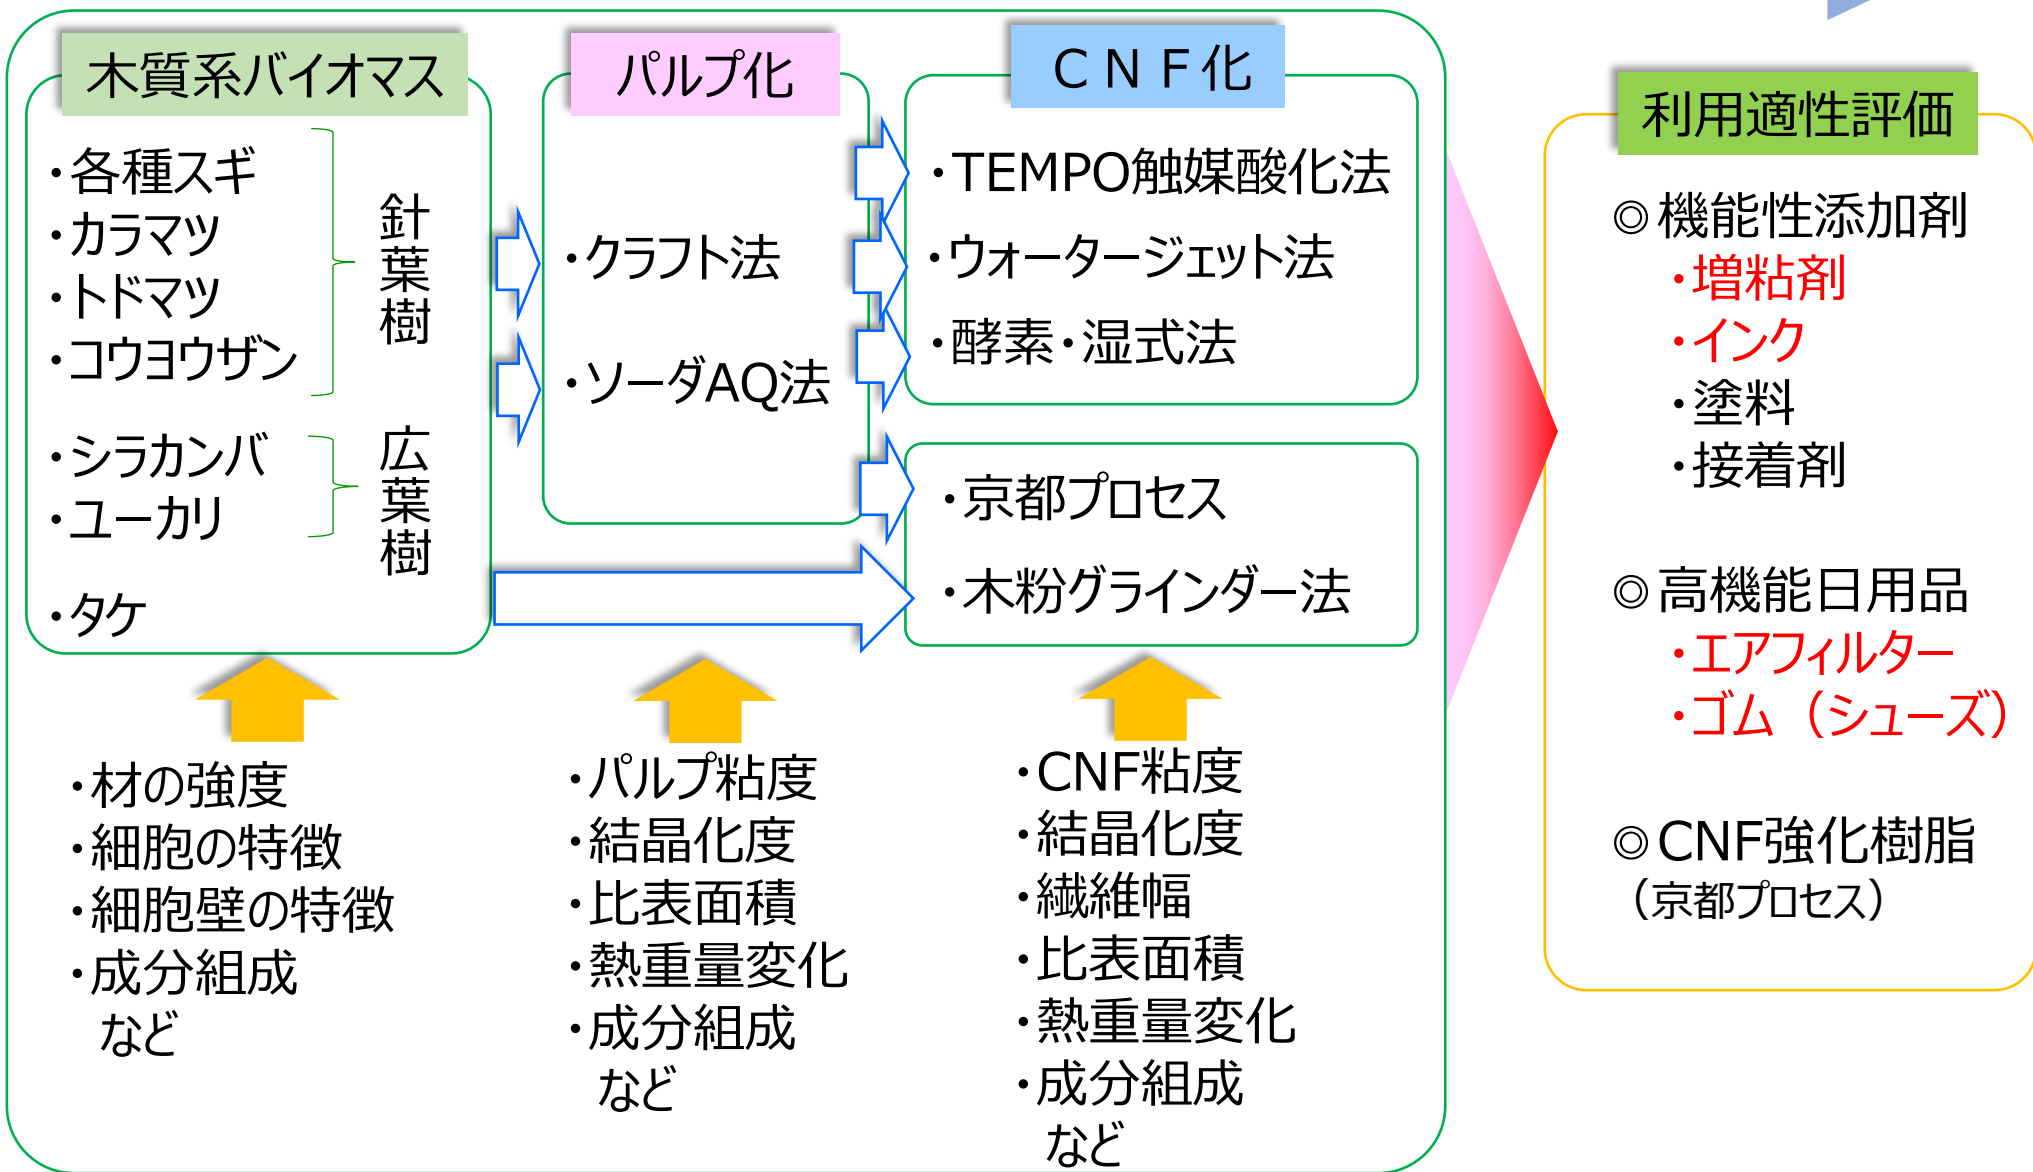 木質系バイオマス
・各種スギ
・カラマツ
・トドマツ
・コウヨウザン
針葉樹
・シラカンバ
・ユーカリ
広葉樹
・タケ
・材の強度
・細胞の特徴
・細胞壁の特徴
・成分組成
など
パルプ化
・クラフト法
・ソーダAQ法
・パルプ粘度
・結晶化度
・比表面積
・熱重量変化
・成分組成
など
ＣＮＦ化
・TEMPO触媒酸化法
・ウォータージェット法
・酵素・湿式法
・京都プロセス
・木粉グラインダー法
・CNF粘度
・結晶化度
・繊維幅
・比表面積
・熱重量変化
・成分組成
など
利用適性評価
◎機能性添加剤
・増粘剤
・インク
・塗料
・接着剤
◎高機能日用品
・エアフィルター
・ゴム（シューズ）
◎CNF強化樹脂
（京都プロセス）